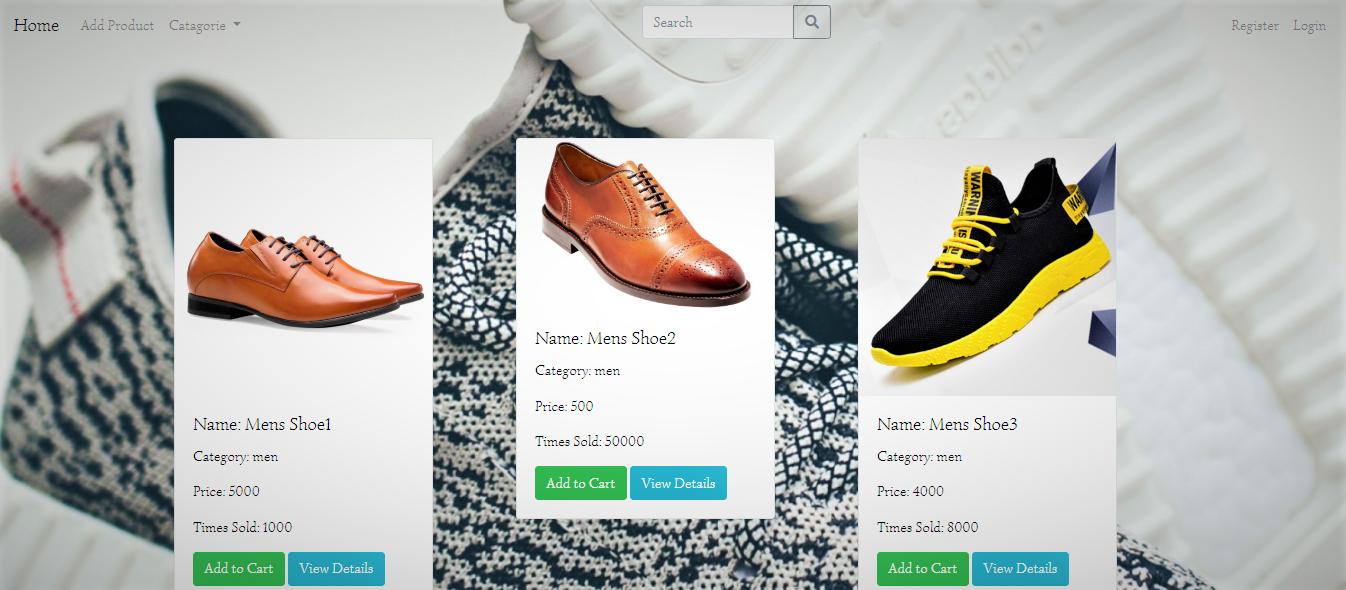 Home Add Product Catagorie Search Register Login
Name: Mens Shoe1
Category: men
Price: 5000
Times Sold: 1000
Add to Cart View Details
Name: Mens Shoe2
Category: men
Price: 500
Times Sold: 50000
Add to Cart View Details
WARNING
WAR
Name: Mens Shoe3
Category: men
Price: 4000
Times Sold: 8000
Add to Cart View Details